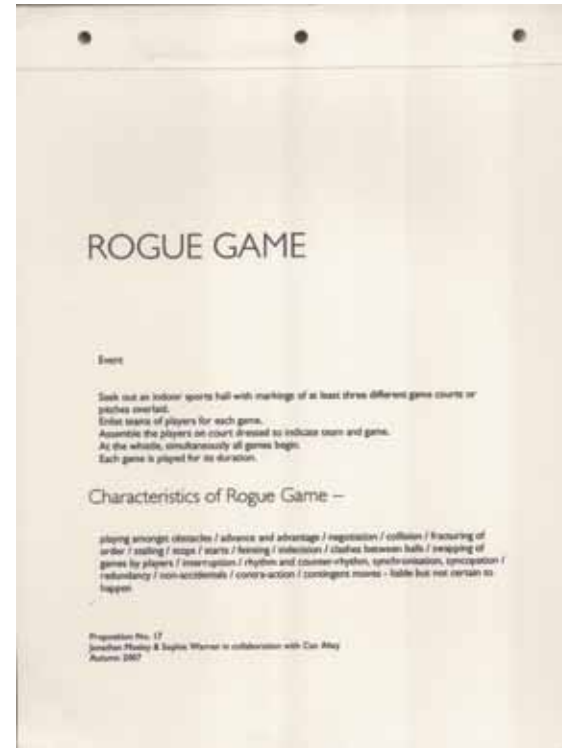 ROGUE GAME
Event
Seek out an indoor sports hall with markings of at least three different game courts or
pitches overlaid.
Enlist teams of players for each game.
Assemble the players on court dressed to indicate team and game.
At the whistle, simultaneously all games begin.
Each game is played for its duration.
Characteristics of Rogue Game –
playing amongst obstacles / advance and advantage / negotiation / collision / fracturing of
order / stalling / stops / starts / feinting / indecision / clashes between balls / swapping of
games by players / interruption / rhythm and counter-rhythm, synchronisation, syncopation /
redundancy / non-accidentals / contra-action / contingent moves – liable but not certain to
happen
Proposition No. 17
Jonathan Mosley & Sophie Warren in collaboration with Can Altay
Autumn 2007